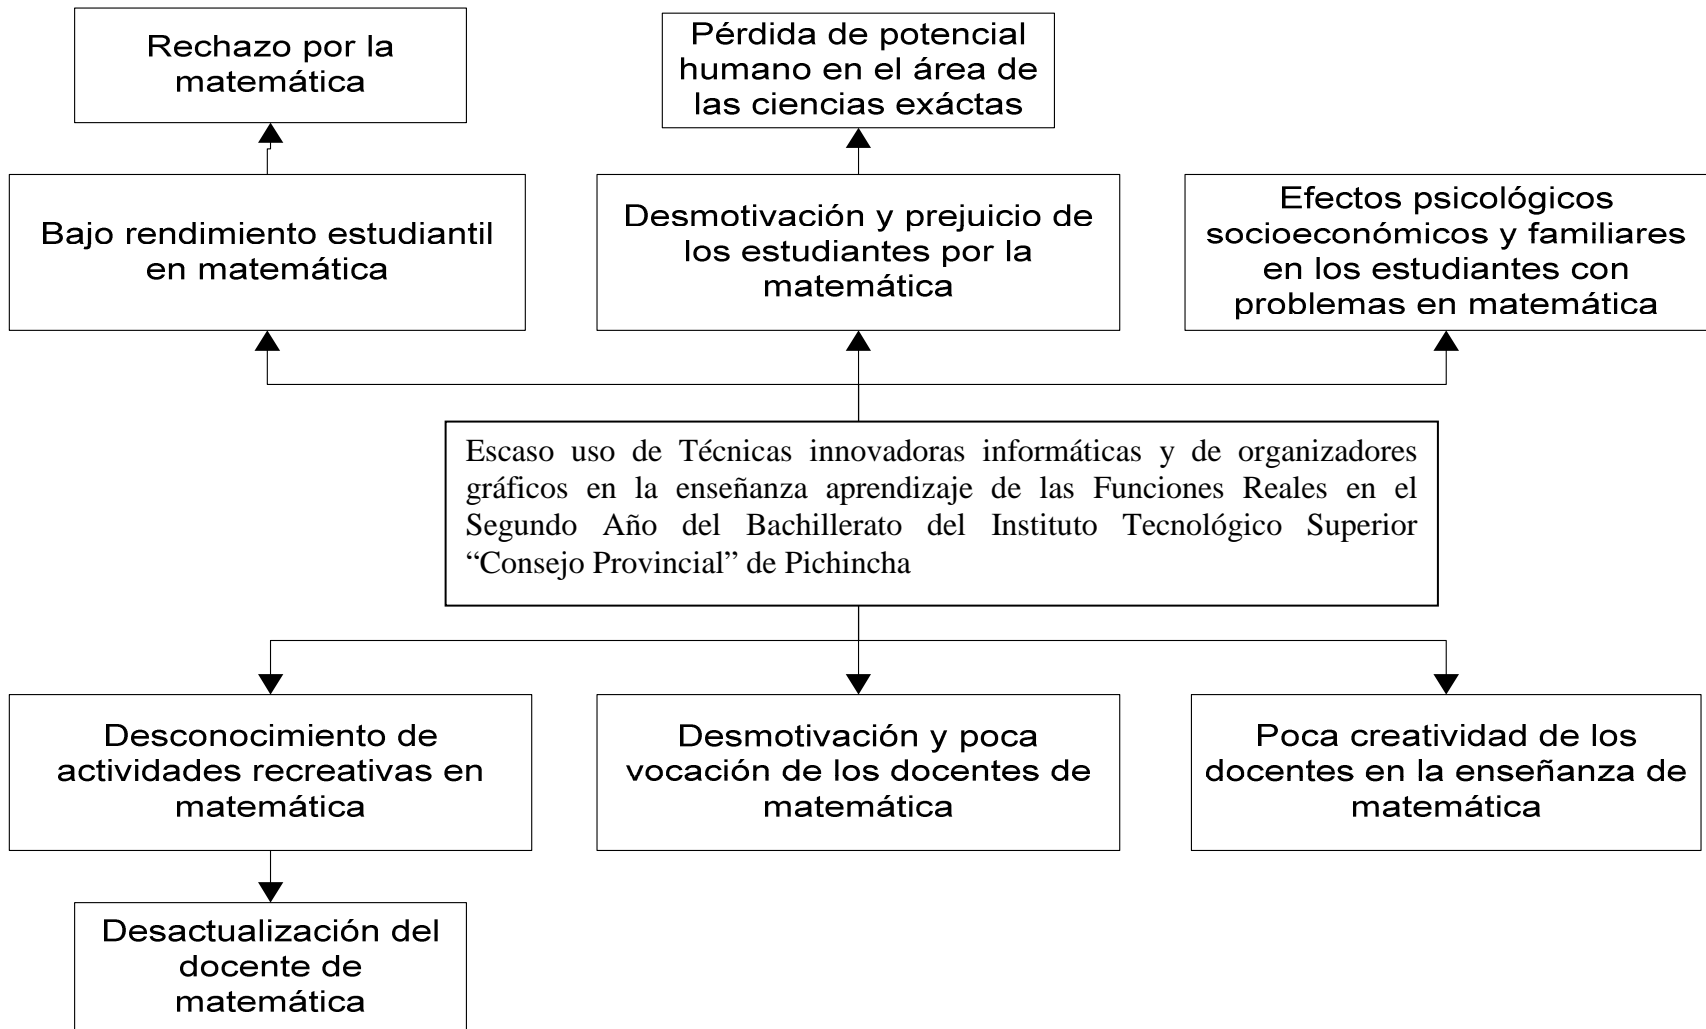 Rechazo por la
matemática
Pérdida de potencial
humano en el área de
las ciencias exáctas
Bajo rendimiento estudiantil
en matemática
Desmotivación y prejuicio de
los estudiantes por la
matemática
Efectos psicológicos
socioeconómicos y familiares
en los estudiantes con
problemas en matemática
Escaso uso de Técnicas innovadoras informáticas y de organizadores
gráficos en la enseñanza aprendizaje de las Funciones Reales en el
Segundo Año del Bachillerato del Instituto Tecnológico Superior
“Consejo Provincial” de Pichincha
Desconocimiento de
actividades recreativas en
matemática
Desmotivación y poca
vocación de los docentes de
matemática
Poca creatividad de los
docentes en la enseñanza de
matemática
Desactualización del
docente de
matemática